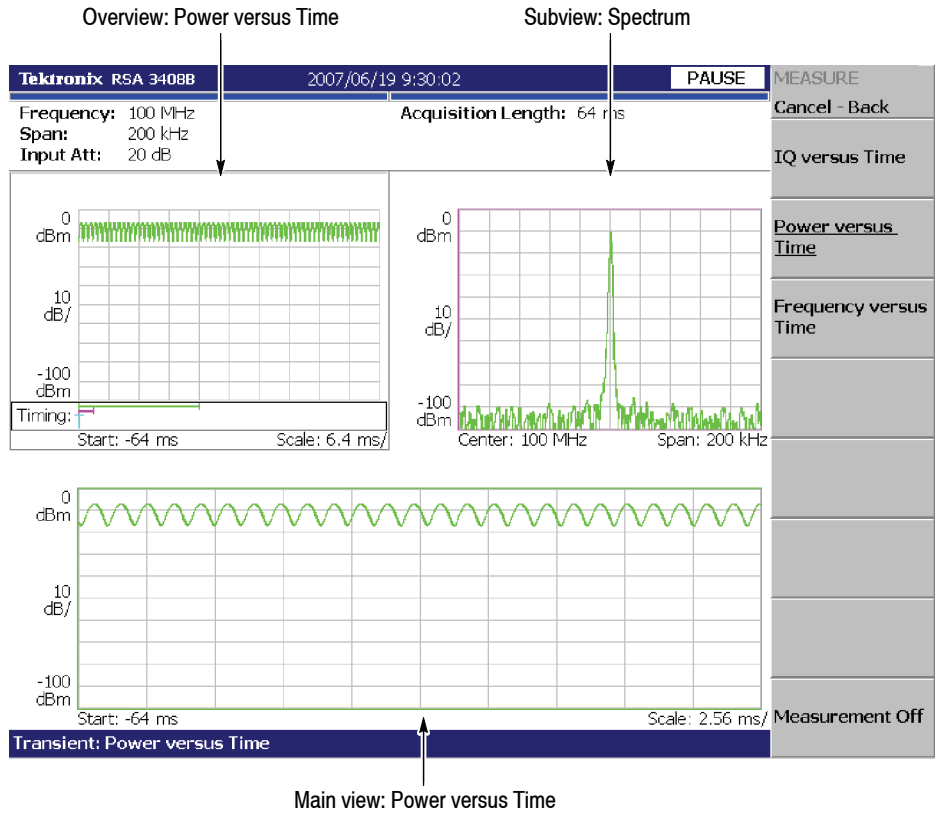 Overview: Power versus Time
Subview: Spectrum
Tektronix RSA 3408B
2007/06/19 9:30:02
PAUSE
MEASURE
Cancel - Back
Frequency: 100 MHz
Span: 200 kHz
Input Att: 20 dB
Acquisition Length: 64 ms
IQ versus Time
Power versus
Time
Frequency versus
Time
Measurement Off
0
dBm
10
dB/
-100
dBm
Timing:
Start: -64 ms
Scale: 6.4 ms/
0
dBm
10
dB/
-100
dBm
Center: 100 MHz
Span: 200 kHz
0
dBm
10
dB/
-100
dBm
Start: -64 ms
Scale: 2.56 ms/
Transient: Power versus Time
Main view: Power versus Time